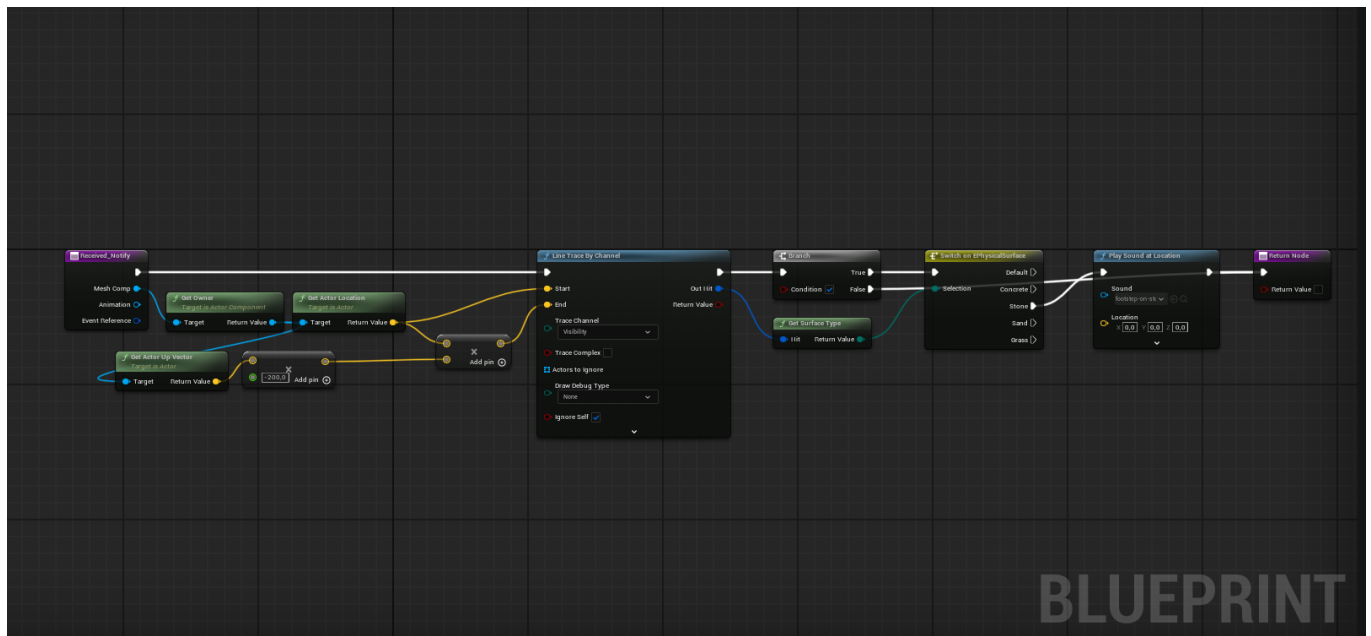 Received_Notify
Mesh Comp
Animation
Event Reference
Get Owner
Target is Actor Component
Target
Return Value
Get Actor Location
Target is Actor
Target
Return Value
Get Actor Up Vector
Target is Actor
Target
Return Value
-200,0
Add pin
Add pin
Line Trace By Channel
Start
Out Hit
End
Return Value
Trace Channel
Visibility
Trace Complex
Actors to Ignore
Draw Debug Type
None
Ignore Self
Branch
True
Condition
False
Get Surface Type
Hit
Return Value
Switch on EPhysicalSurface
Default
Selection
Concrete
Stone
Sand
Grass
Play Sound at Location
Sound
footstep-on-st
Location
X 0,0 Y 0,0 Z 0,0
Return Node
Return Value
BLUEPRINT